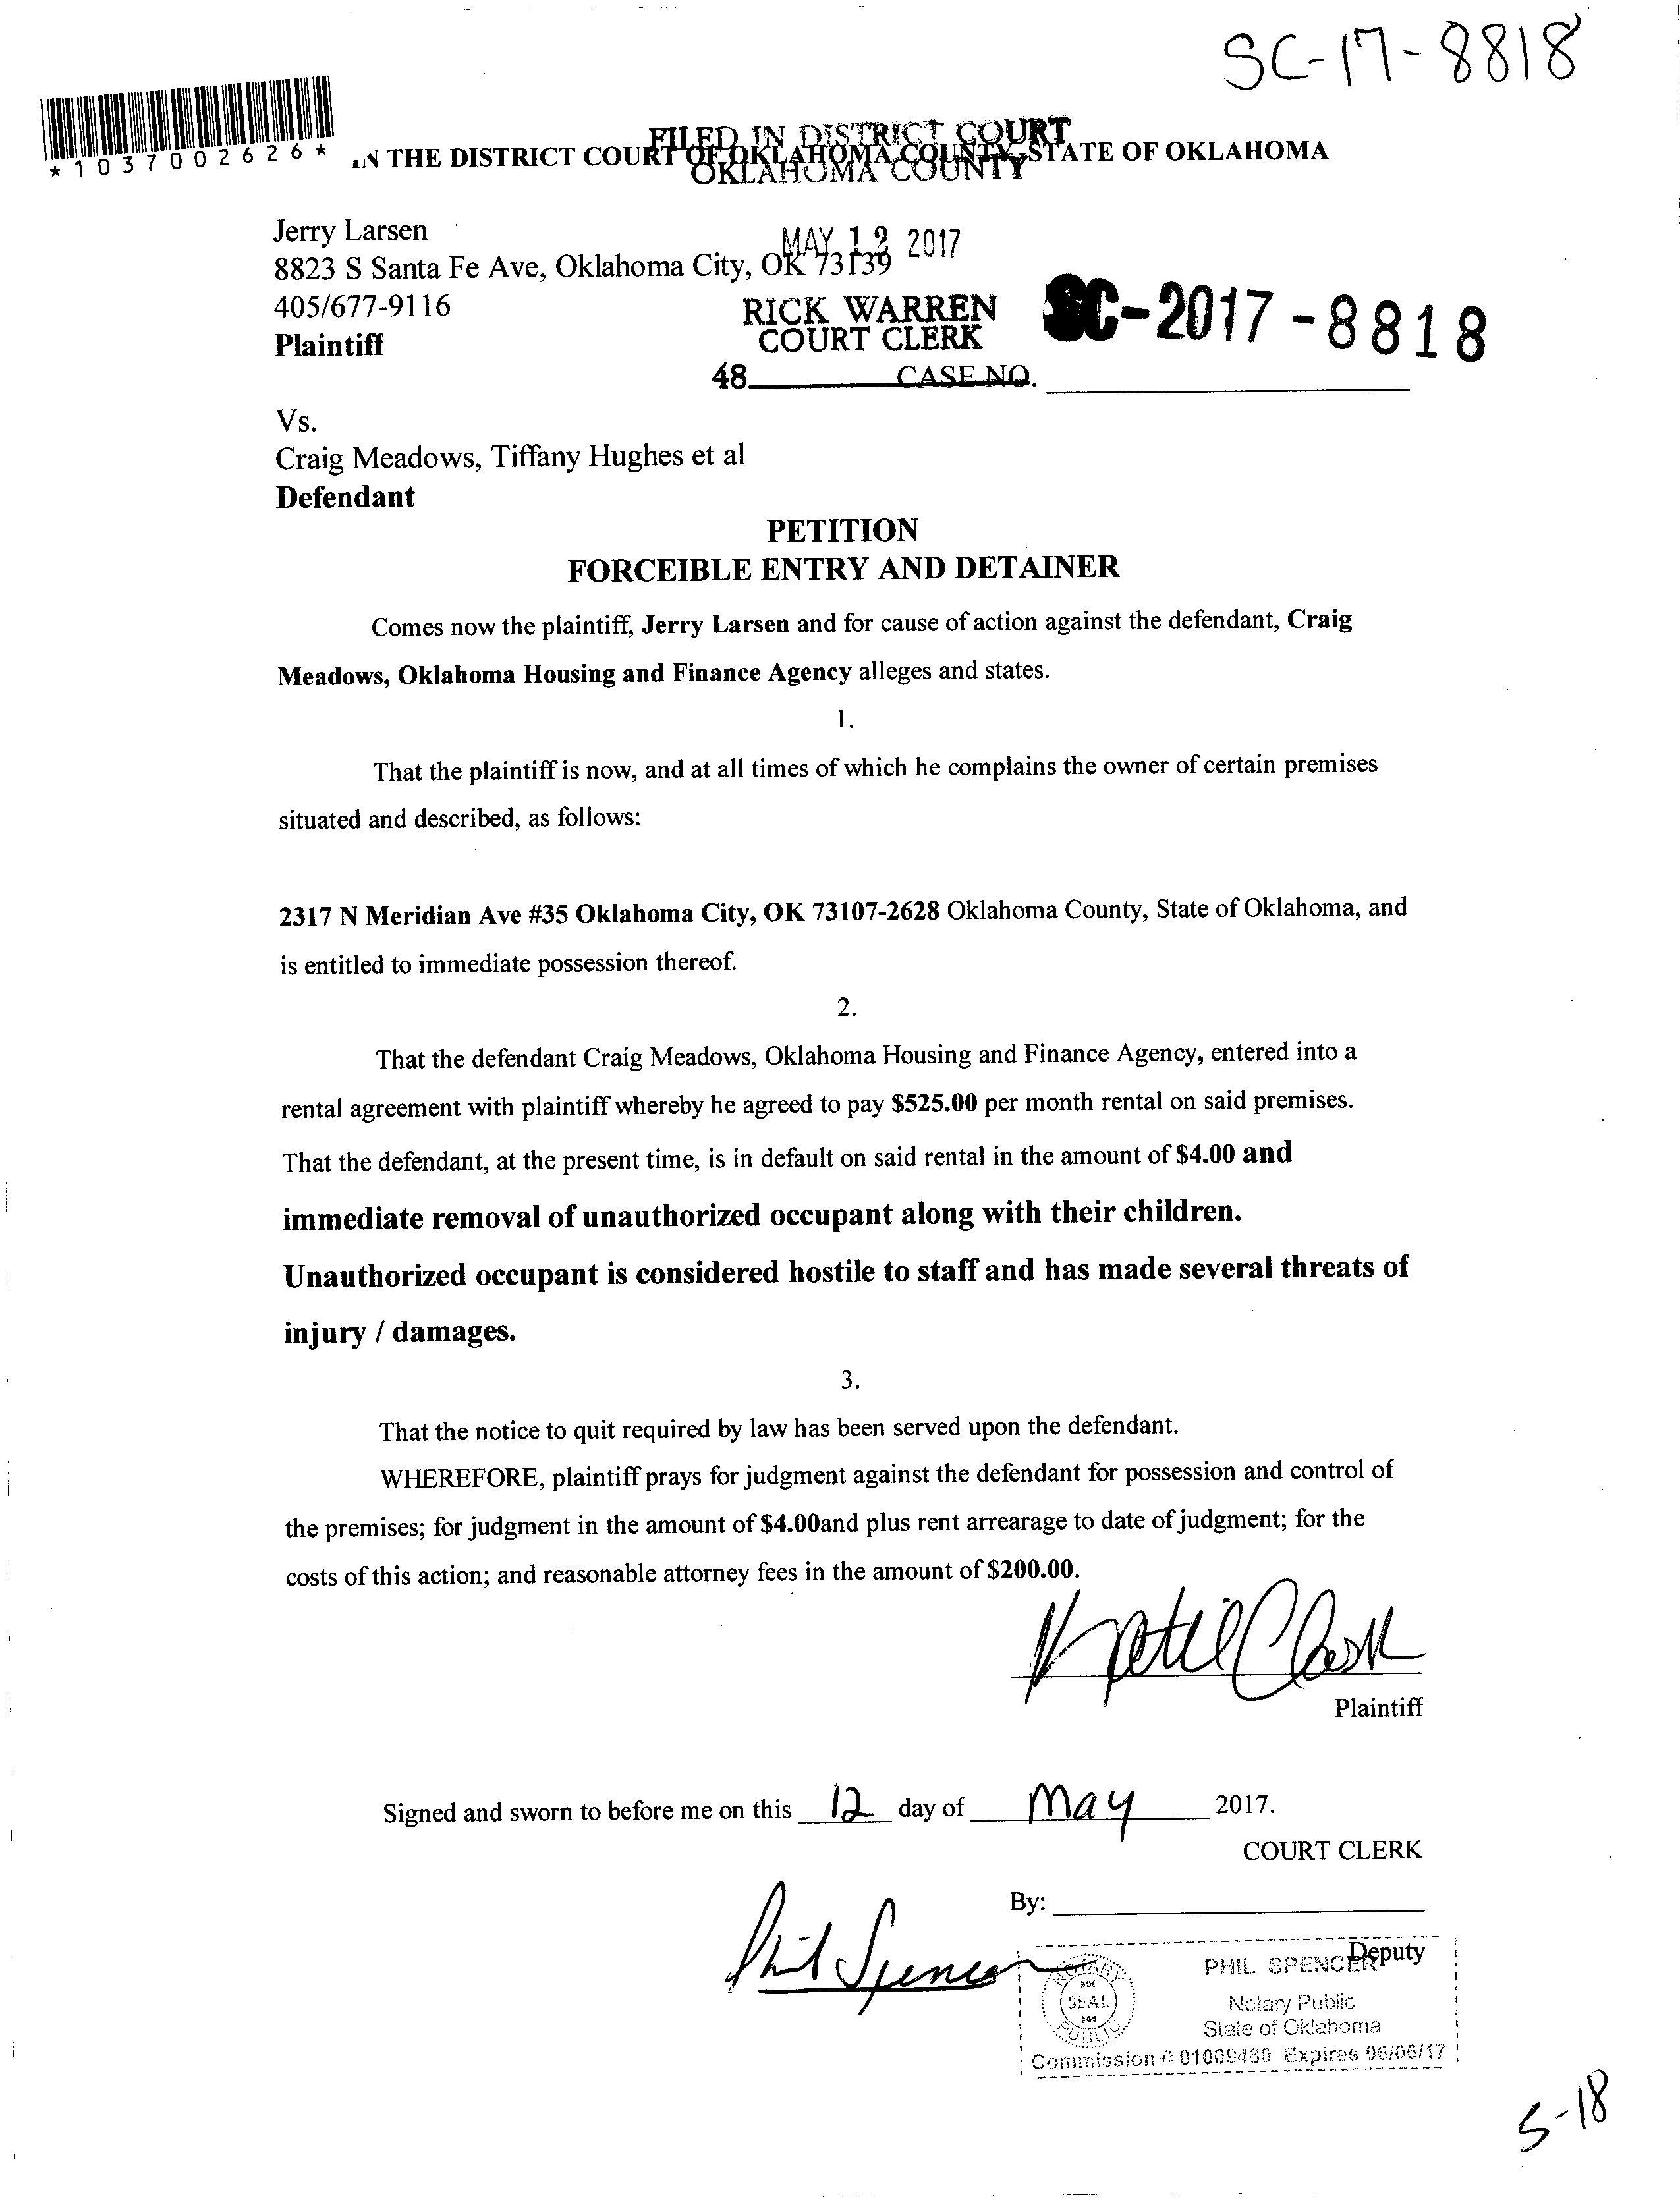 SC-17-8818
*1037002626*
IN THE DISTRICT COURT OF OKLAHOMA COUNTY, STATE OF OKLAHOMA
FILED IN DISTRICT COURT
OKLAHOMA COUNTY
Jerry Larsen
8823 S Santa Fe Ave, Oklahoma City, OK 73139
MAY 12 2017
405/677-9116
Plaintiff
RICK WARREN
COURT CLERK
SC-2017-8818
48
CASE NO.
Vs.
Craig Meadows, Tiffany Hughes et al
Defendant
PETITION
FORCEIBLE ENTRY AND DETAINER
Comes now the plaintiff, Jerry Larsen and for cause of action against the defendant, Craig
Meadows, Oklahoma Housing and Finance Agency alleges and states.
1.
That the plaintiff is now, and at all times of which he complains the owner of certain premises
situated and described, as follows:
2317 N Meridian Ave #35 Oklahoma City, OK 73107-2628 Oklahoma County, State of Oklahoma, and
is entitled to immediate possession thereof.
2.
That the defendant Craig Meadows, Oklahoma Housing and Finance Agency, entered into a
rental agreement with plaintiff whereby he agreed to pay $525.00 per month rental on said premises.
That the defendant, at the present time, is in default on said rental in the amount of $4.00 and
immediate removal of unauthorized occupant along with their children.
Unauthorized occupant is considered hostile to staff and has made several threats of
injury / damages.
3.
That the notice to quit required by law has been served upon the defendant.
WHEREFORE, plaintiff prays for judgment against the defendant for possession and control of
the premises; for judgment in the amount of $4.00and plus rent arrearage to date of judgment; for the
costs of this action; and reasonable attorney fees in the amount of $200.00.
Plaintiff
Signed and sworn to before me on this 12 day of May 2017.
COURT CLERK
By:
Phil Spencer
Deputy
PHIL SPENCER
NOTARY
SEAL
PUBLIC
Notary Public
State of Oklahoma
Commission # 01009480 Expires 06/06/17
5-18